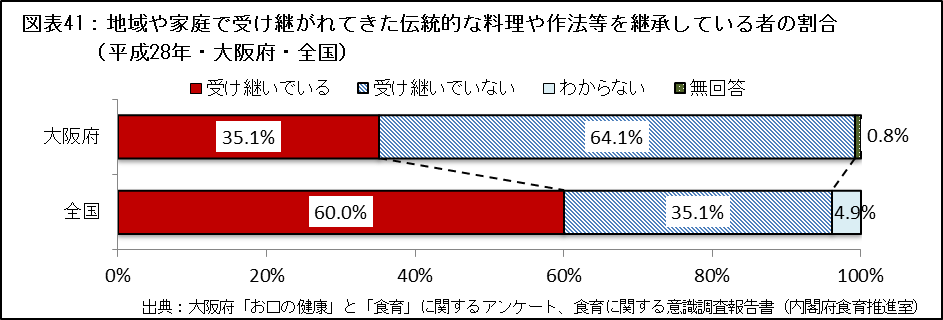 図表41：地域や家庭で受け継がれてきた伝統的な料理や作法等を継承している者の割合
（平成28年・大阪府・全国）
受け継いでいる 受け継いでいない わからない 無回答
大阪府 35.1% 64.1% 0.8%
全国 60.0% 35.1% 4.9%
0% 20% 40% 60% 80% 100%
出典：大阪府「お口の健康」と「食育」に関するアンケート、食育に関する意識調査報告書（内閣府食育推進室）